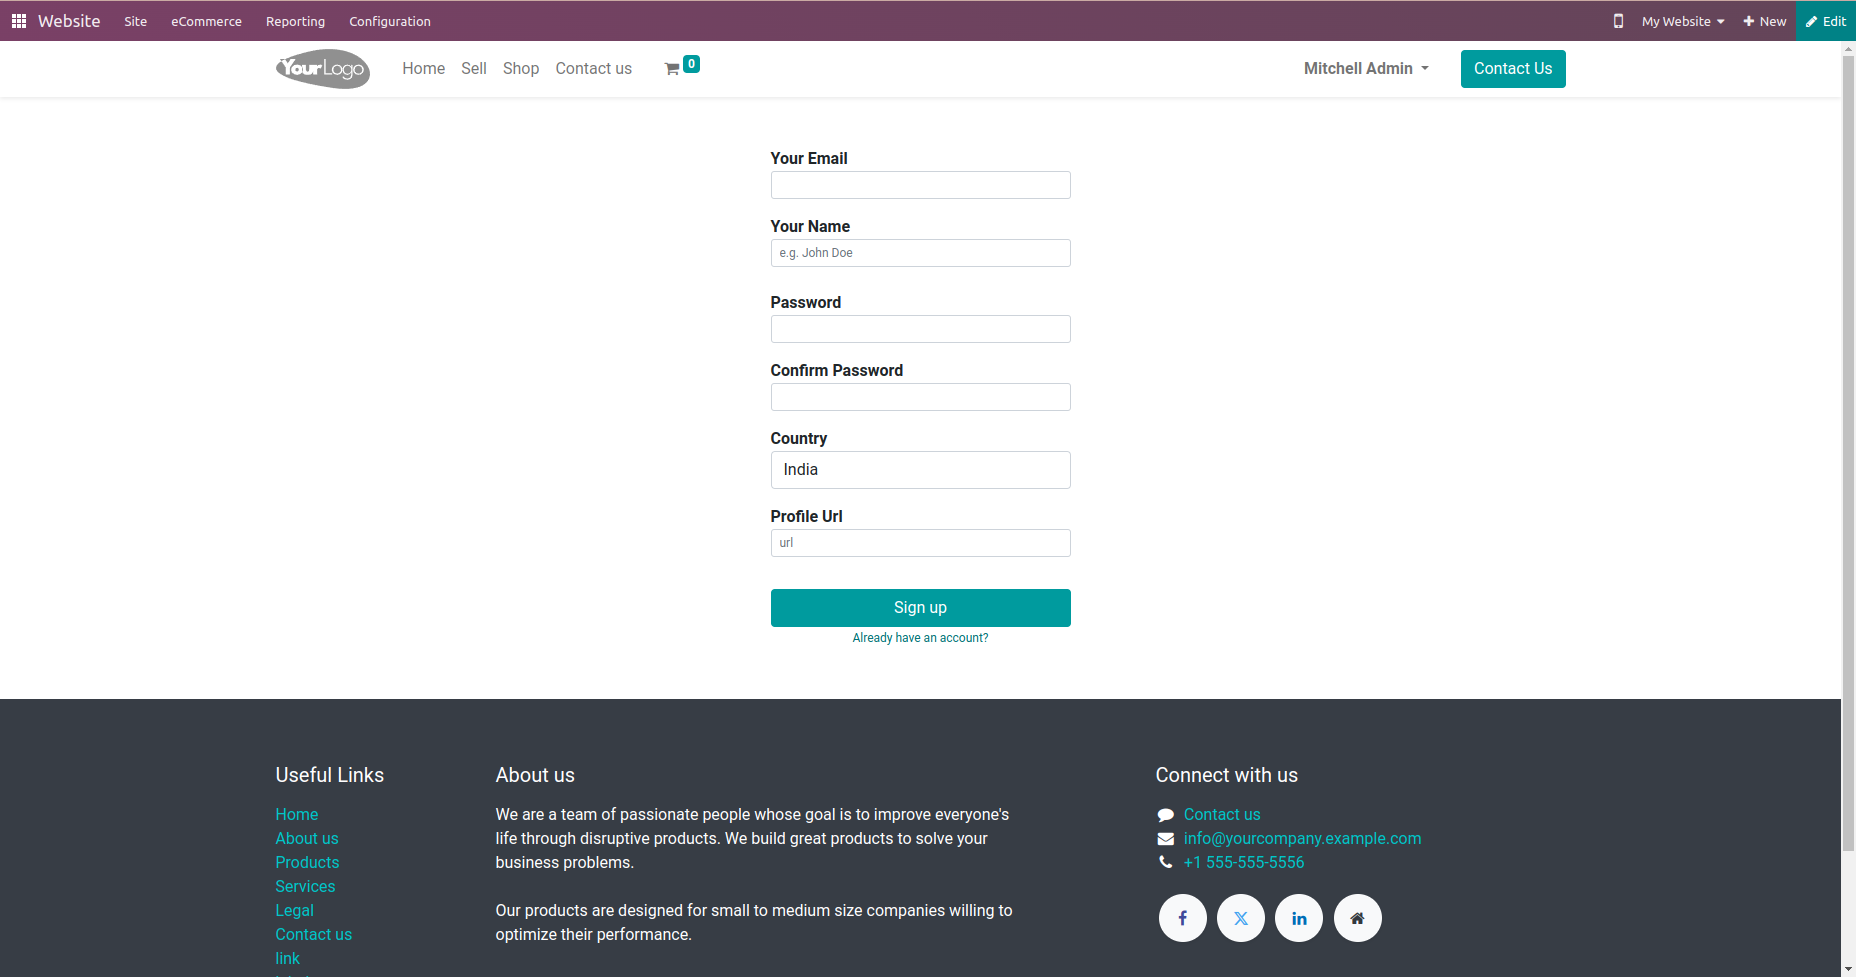 Website Site eCommerce Reporting Configuration My Website New Edit
YourLogo Home Sell Shop Contact us 0 Mitchell Admin Contact Us
Your Email
Your Name
e.g. John Doe
Password
Confirm Password
Country
India
Profile Url
url
Sign up
Already have an account?
Useful Links
Home
About us
Products
Services
Legal
Contact us
link
About us
We are a team of passionate people whose goal is to improve everyone's
life through disruptive products. We build great products to solve your
business problems.
Our products are designed for small to medium size companies willing to
optimize their performance.
Connect with us
Contact us
info@yourcompany.example.com
+1 555-555-5556